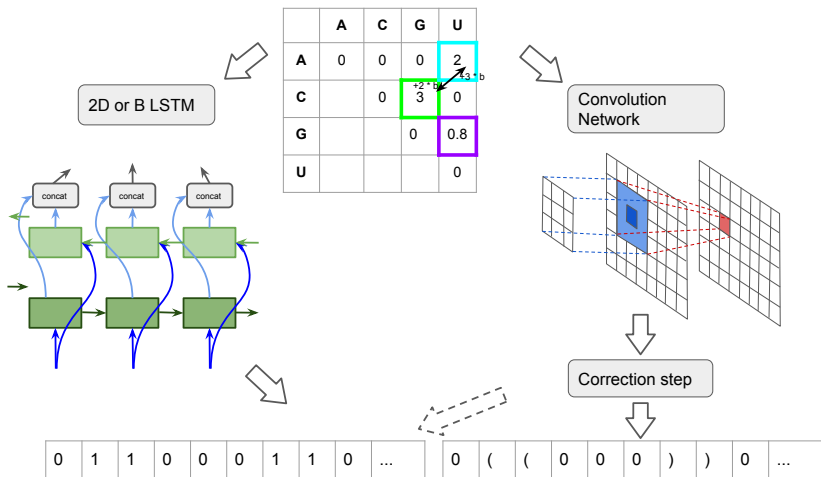 A C G U
A 0 0 0 2
+2 * b +3 * b
C 0 3 0
G 0 0.8
U 0
2D or B LSTM
Convolution
Network
concat concat concat
Correction step
0 1 1 0 0 0 1 1 0 ...
0 ( ( 0 0 0 ) ) 0 ...